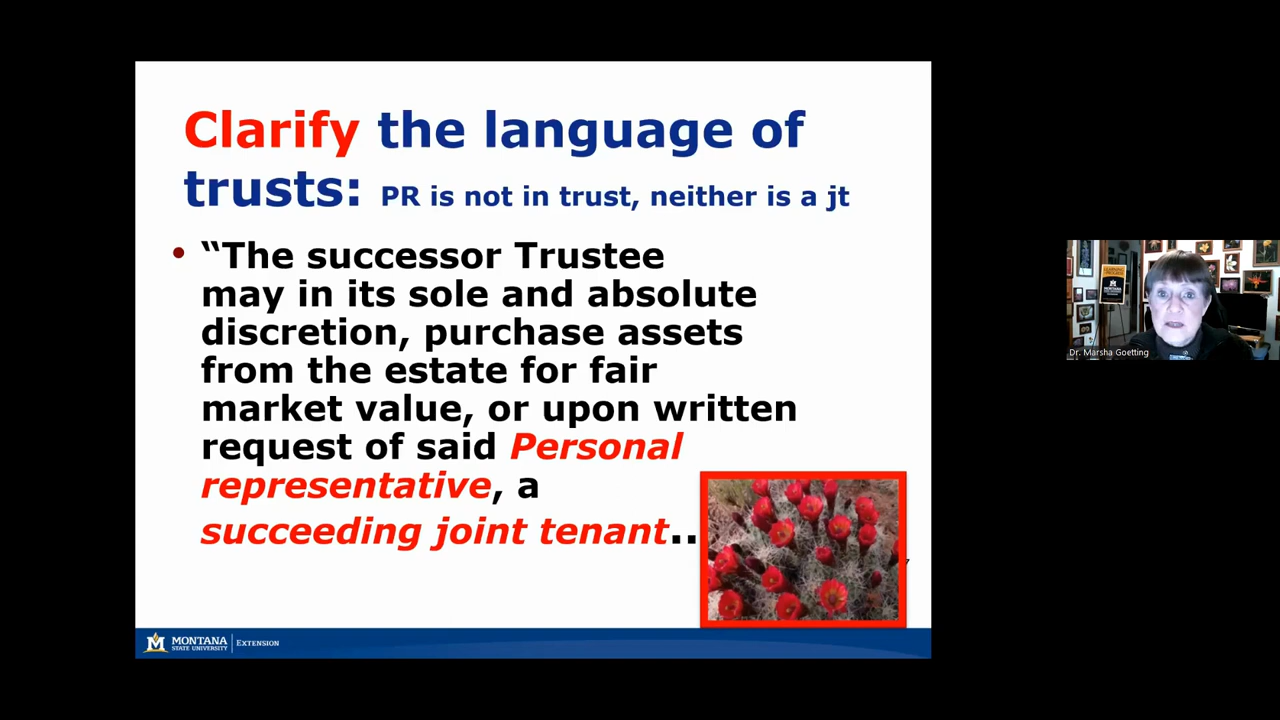 Clarify the language of
trusts: PR is not in trust, neither is a jt
• “The successor Trustee
may in its sole and absolute
discretion, purchase assets
from the estate for fair
market value, or upon written
request of said Personal
representative, a
succeeding joint tenant..
MONTANA
STATE UNIVERSITY
EXTENSION
Dr. Marsha Goetting